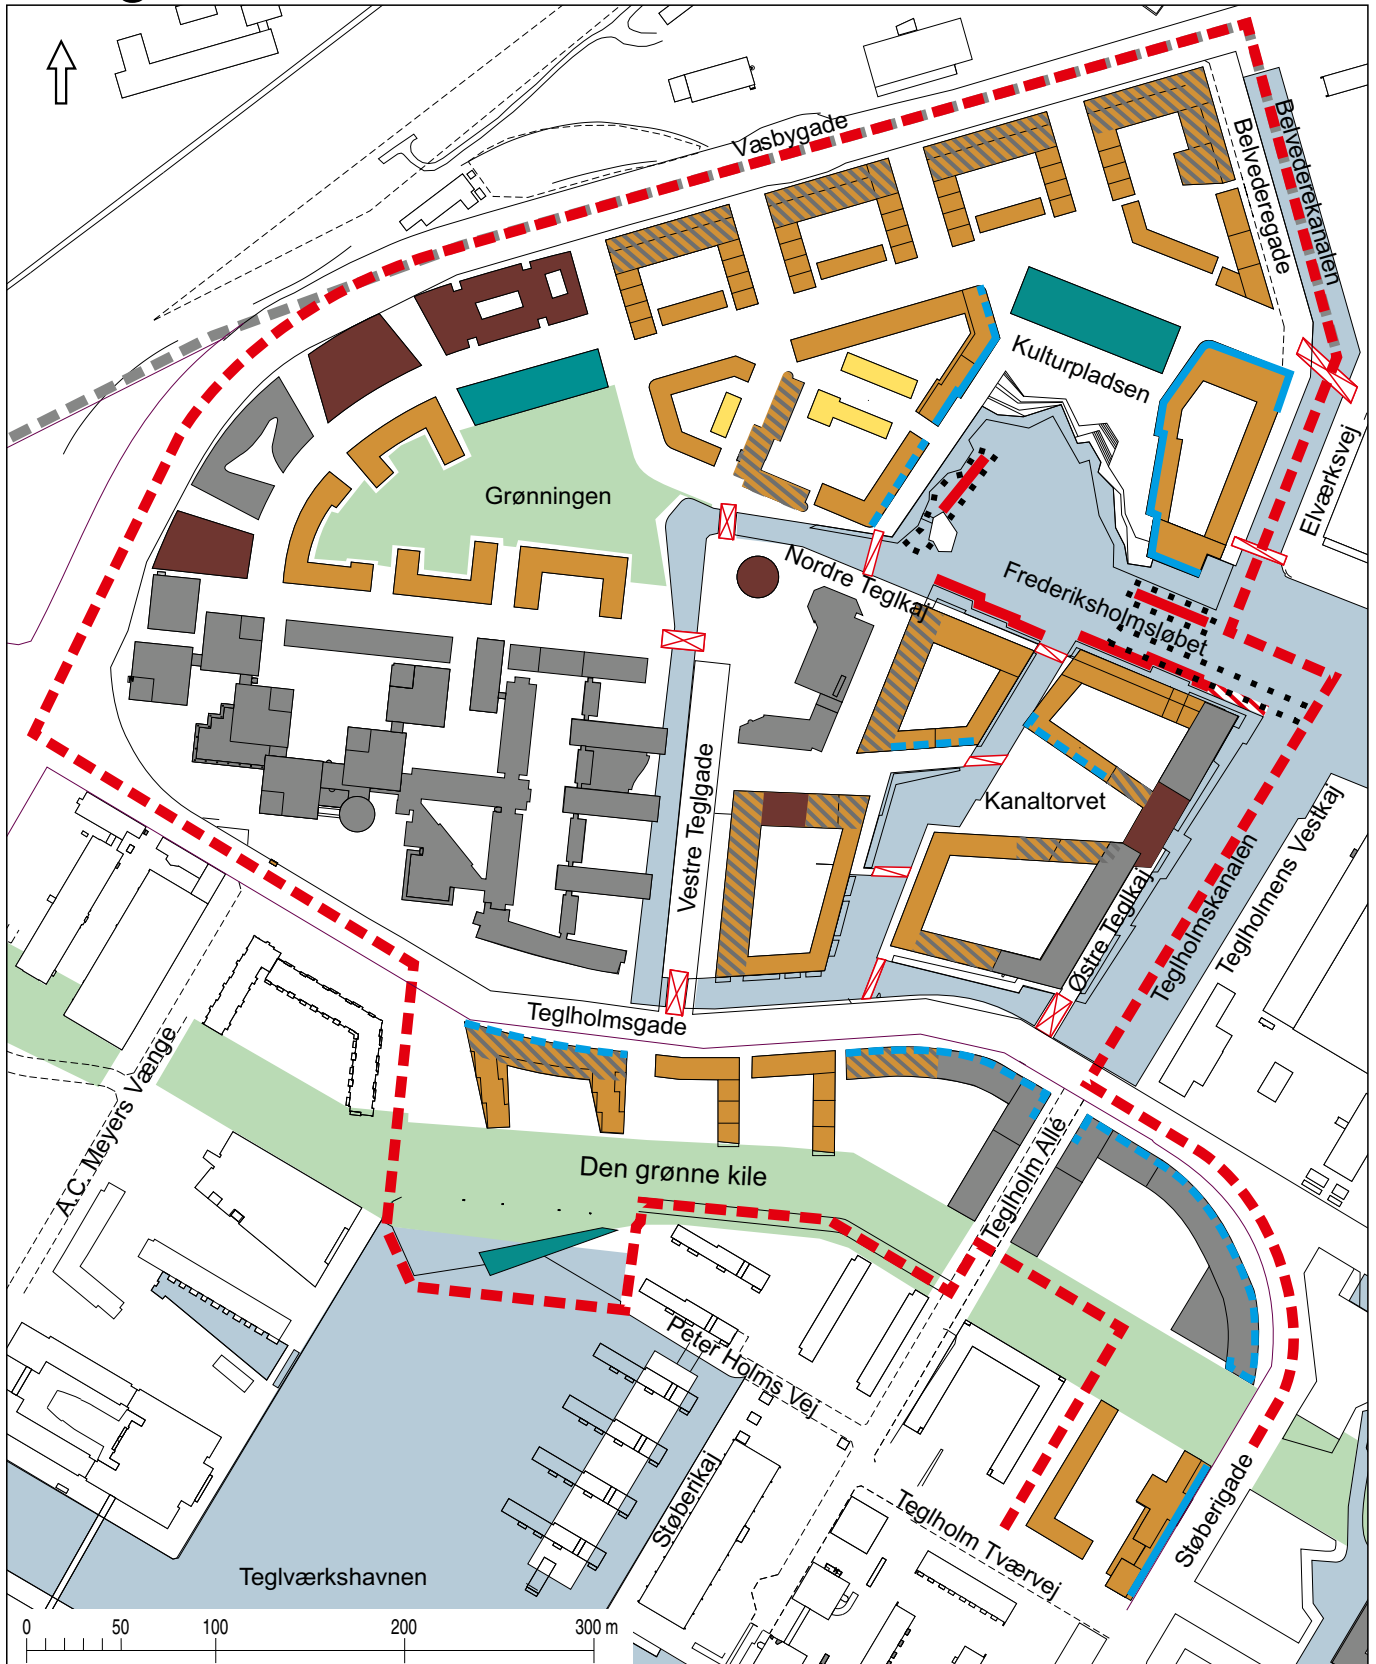 Vasbygade
Belvederegade
Belvederekanalen
Kulturpladsen
Elværksvej
Grønningen
Nordre Teglkaj
Frederiksholmsløbet
Vestre Teglgade
Kanaltorvet
Østre Teglkaj
Teglholmskanalen
Teglholmens Vestkaj
Teglholmsgade
A.C. Meyers Vænge
Den grønne kile
Teglholm Allé
Peter Holms Vej
Støberikaj
Teglholm Tværvej
Støberigade
Teglværkshavnen
0 50 100 200 300 m